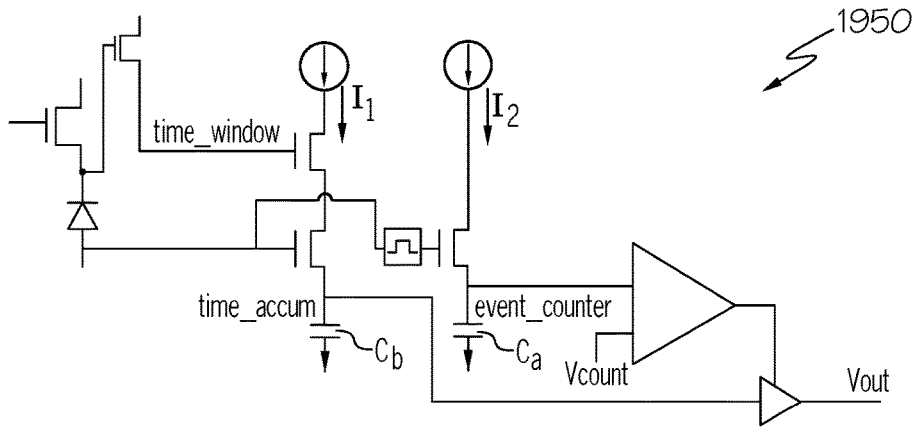 1950
I1
I2
time_window
time_accum
event_counter
Cb
Ca
Vcount
Vout